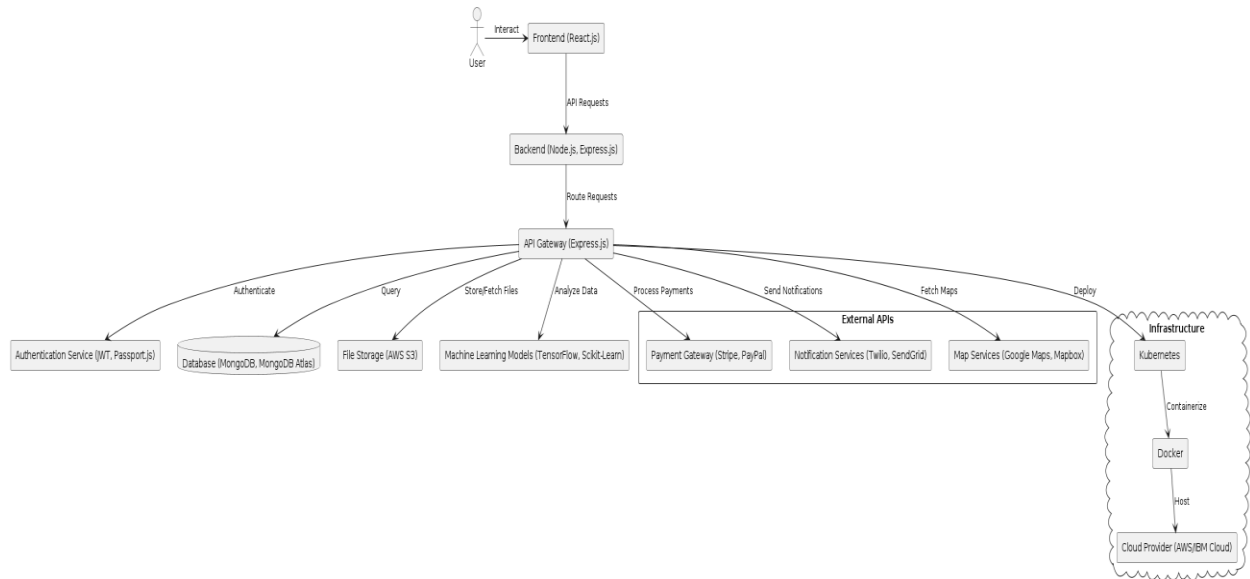 Interact
Frontend (React.js)
User
API Requests
Backend (Node.js, Express.js)
Route Requests
API Gateway (Express.js)
Authenticate
Query
Store/Fetch Files
Analyze Data
Process Payments
Send Notifications
Fetch Maps
Deploy
External APIs
Infrastructure
Authentication Service (JWT, Passport.js)
Database (MongoDB, MongoDB Atlas)
File Storage (AWS S3)
Machine Learning Models (TensorFlow, Scikit-Learn)
Payment Gateway (Stripe, PayPal)
Notification Services (Twilio, SendGrid)
Map Services (Google Maps, Mapbox)
Kubernetes
Containerize
Docker
Host
Cloud Provider (AWS/IBM Cloud)